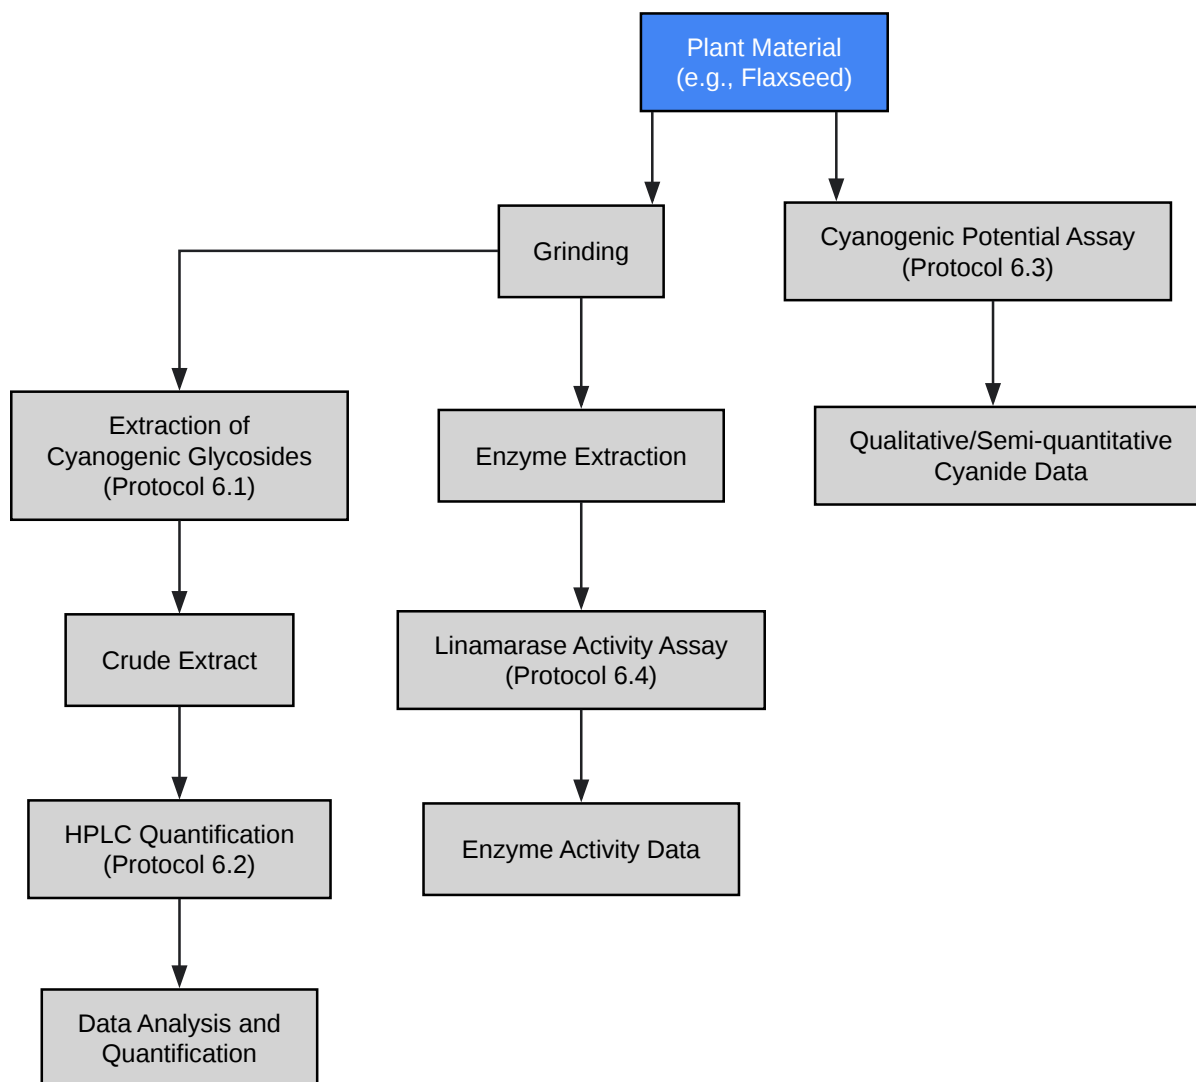 Plant Material
(e.g., Flaxseed)
Grinding
Cyanogenic Potential Assay
(Protocol 6.3)
Extraction of
Cyanogenic Glycosides
(Protocol 6.1)
Enzyme Extraction
Qualitative/Semi-quantitative
Cyanide Data
Crude Extract
Linamarase Activity Assay
(Protocol 6.4)
HPLC Quantification
(Protocol 6.2)
Enzyme Activity Data
Data Analysis and
Quantification